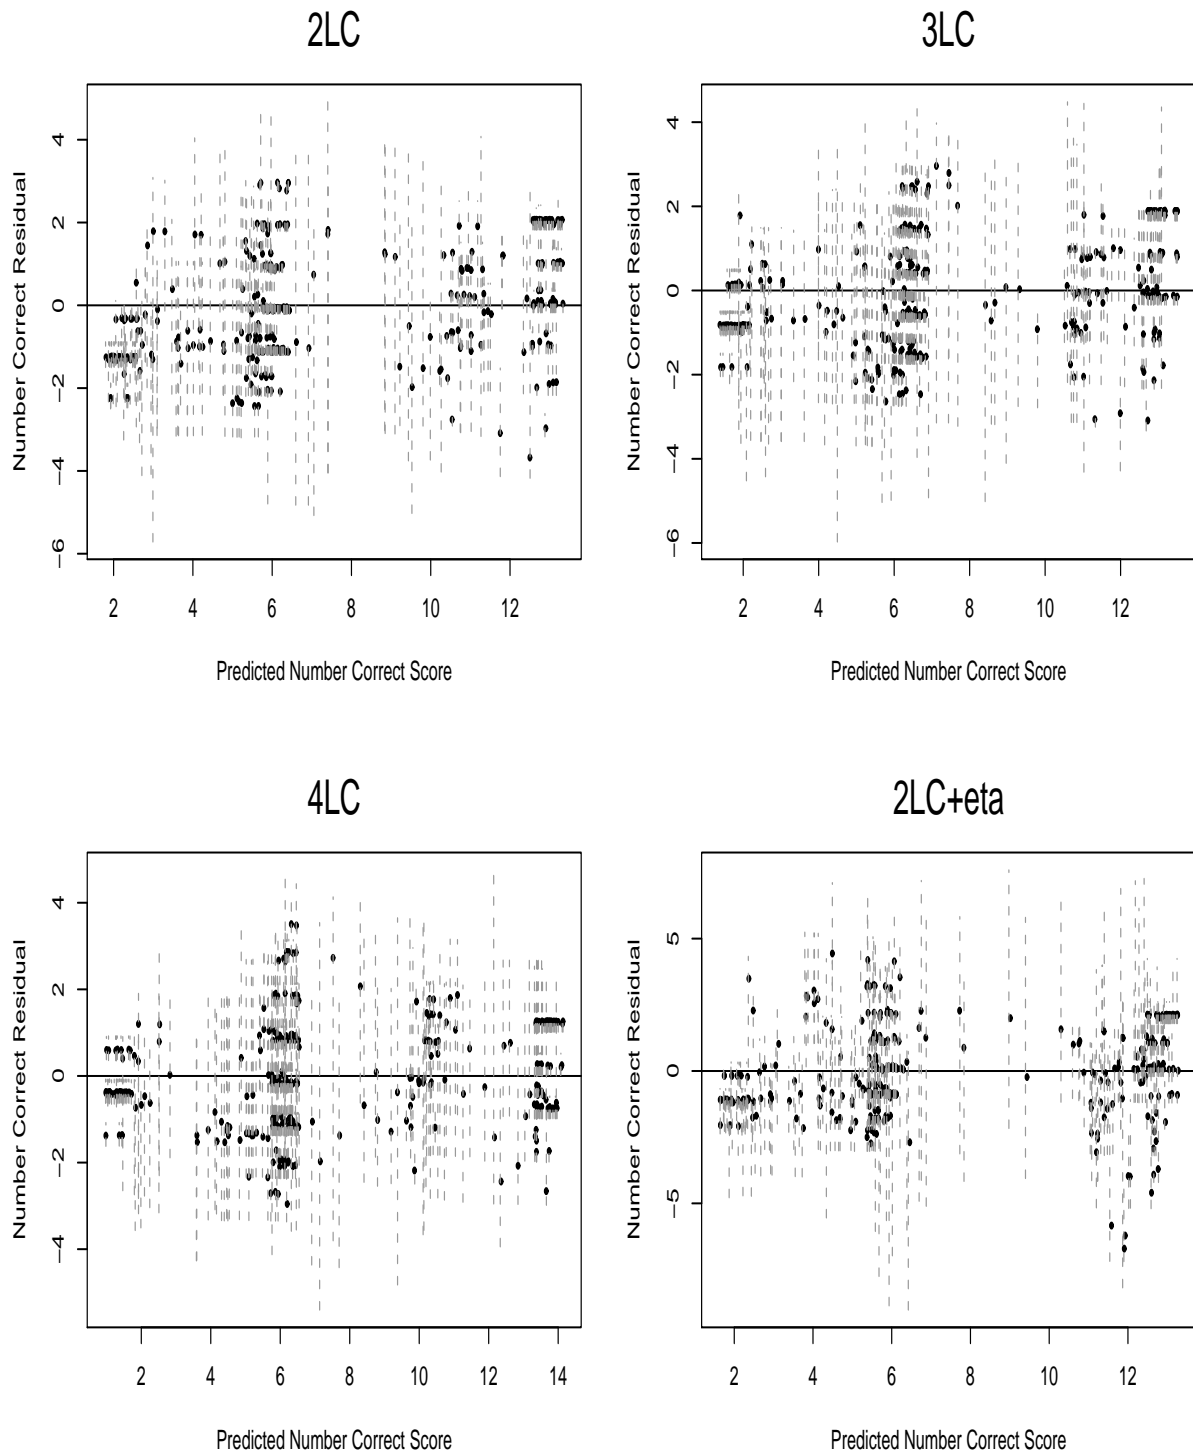 2LC
Number Correct Residual
4
2
0
−2
−4
−6
2 4 6 8 10 12
Predicted Number Correct Score
3LC
Number Correct Residual
4
2
0
−2
−4
−6
2 4 6 8 10 12
Predicted Number Correct Score
4LC
Number Correct Residual
4
2
0
−2
−4
2 4 6 8 10 12 14
Predicted Number Correct Score
2LC+eta
Number Correct Residual
5
0
−5
2 4 6 8 10 12
Predicted Number Correct Score